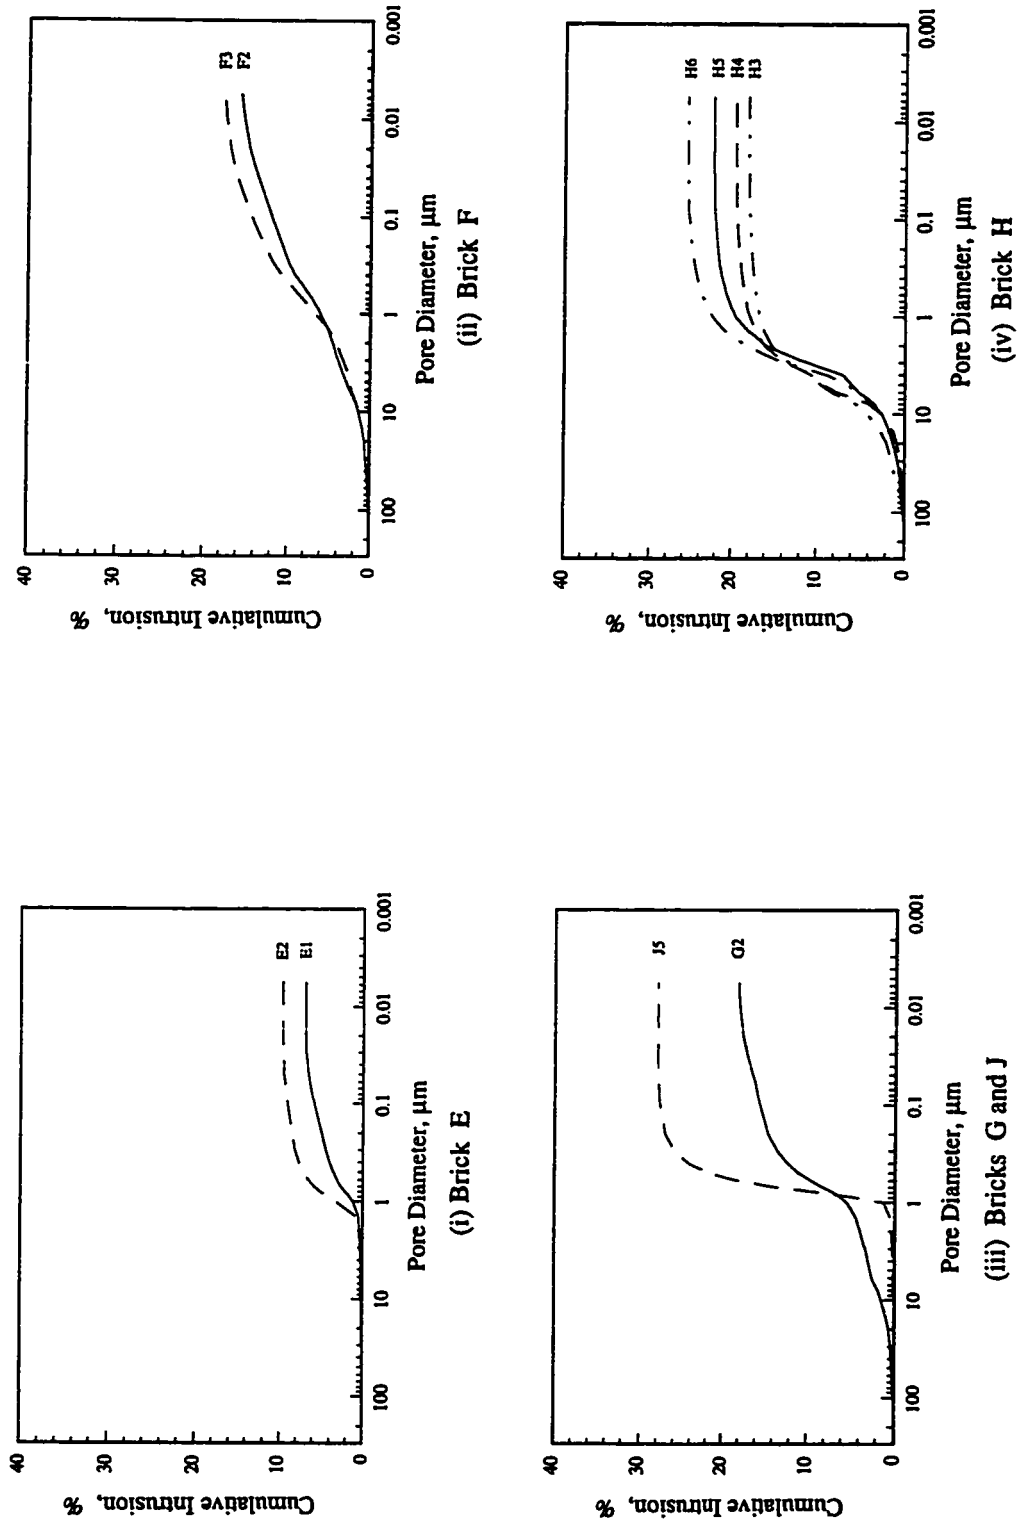 Cumulative Intrusion, %
40
30
20
10
0
100
10
1
0.1
0.01
0.001
E2
E1
Pore Diameter, µm
(i) Brick E
Cumulative Intrusion, %
40
30
20
10
0
100
10
1
0.1
0.01
0.001
F3
F2
Pore Diameter, µm
(ii) Brick F
Cumulative Intrusion, %
40
30
20
10
0
100
10
1
0.1
0.01
0.001
J5
G2
Pore Diameter, µm
(iii) Bricks G and J
Cumulative Intrusion, %
40
30
20
10
0
100
10
1
0.1
0.01
0.001
H6
H5
H4
H3
Pore Diameter, µm
(iv) Brick H